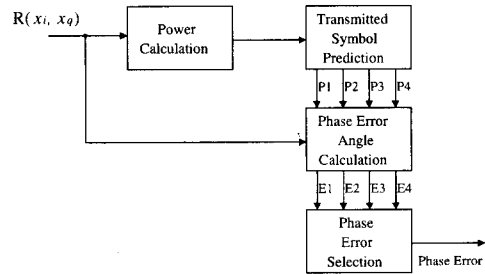 R(xi, xq)
Power
Calculation
Transmitted
Symbol
Prediction
P1 P2 P3 P4
Phase Error
Angle
Calculation
E1 E2 E3 E4
Phase
Error
Selection
Phase Error